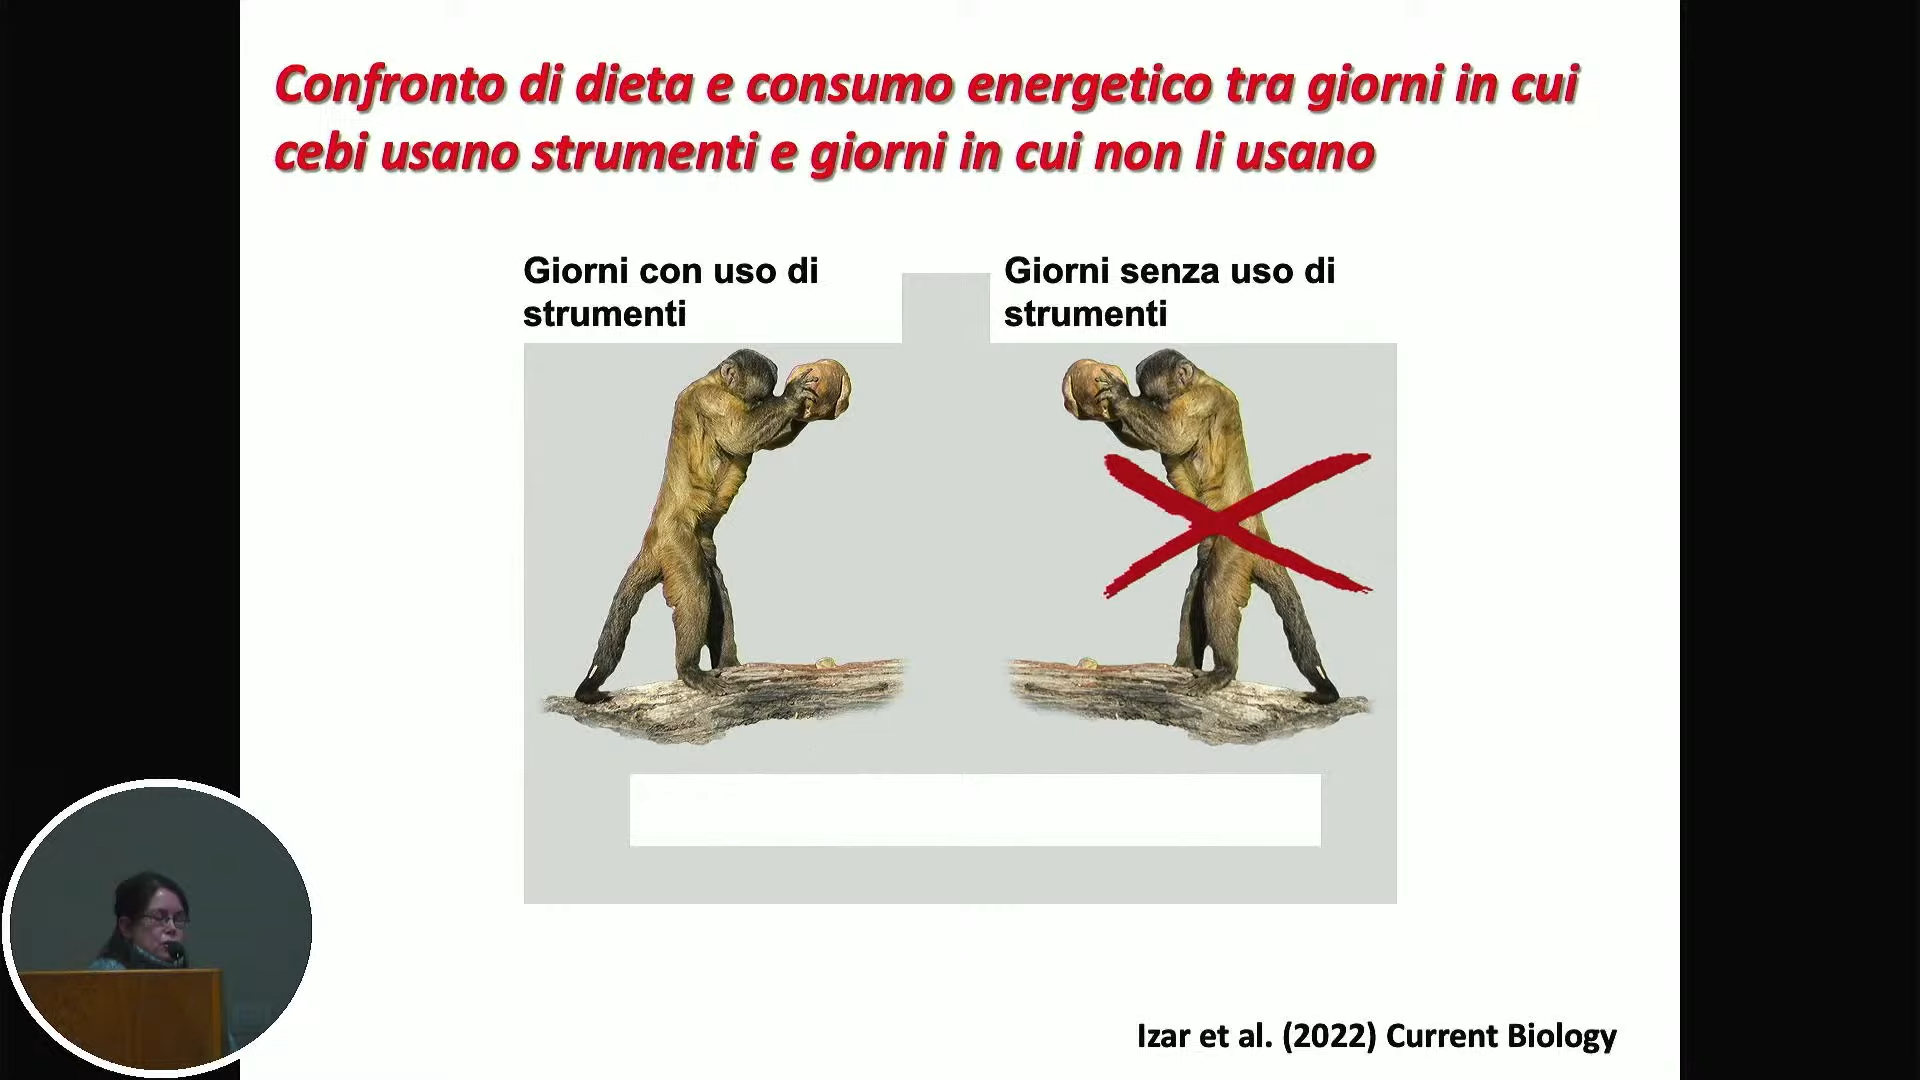 Confronto di dieta e consumo energetico tra giorni in cui
cebi usano strumenti e giorni in cui non li usano
Giorni con uso di
strumenti
Giorni senza uso di
strumenti
Izar et al. (2022) Current Biology